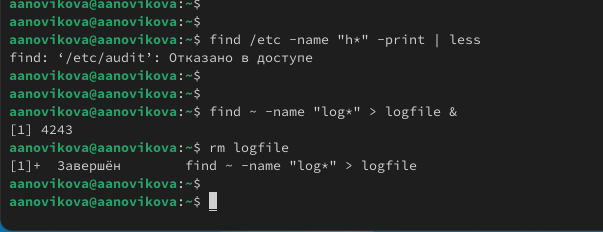 aanovikova@aanovikova:~$
aanovikova@aanovikova:~$
aanovikova@aanovikova:~$ find /etc -name "h*" -print | less
find: ‘/etc/audit’: Отказано в доступе
aanovikova@aanovikova:~$
aanovikova@aanovikova:~$
aanovikova@aanovikova:~$ find ~ -name "log*" > logfile &
[1] 4243
aanovikova@aanovikova:~$ rm logfile
[1]+  Завершён        find ~ -name "log*" > logfile
aanovikova@aanovikova:~$
aanovikova@aanovikova:~$